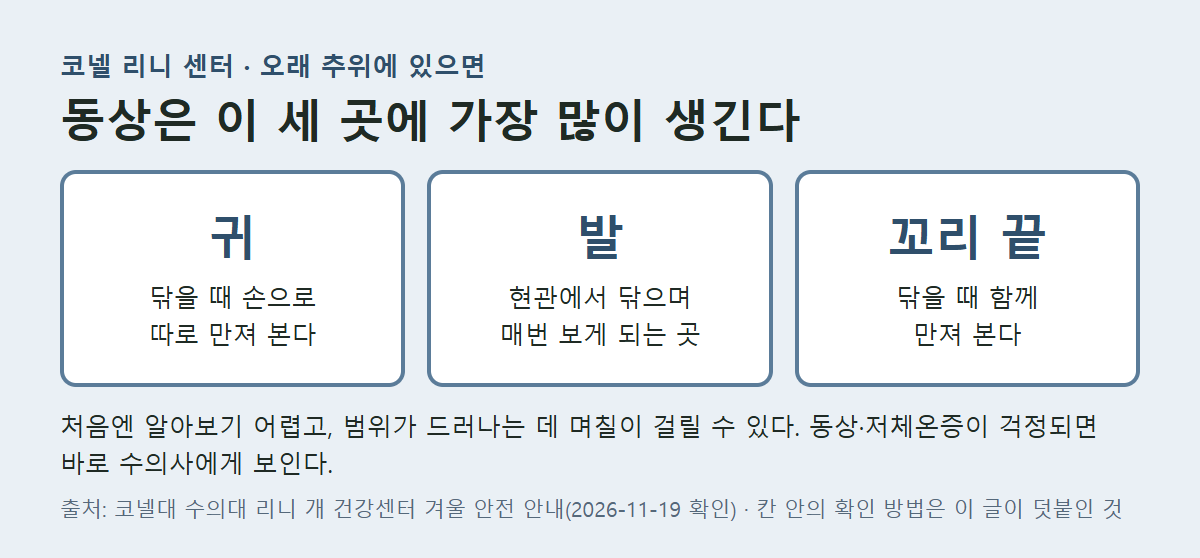 코넬 리니 센터 · 오래 추위에 있으면
동상은 이 세 곳에 가장 많이 생긴다
귀
닦을 때 손으로
따로 만져 본다
발
현관에서 닦으며
매번 보게 되는 곳
꼬리 끝
닦을 때 함께
만져 본다
처음엔 알아보기 어렵고, 범위가 드러나는 데 며칠이 걸릴 수 있다. 동상·저체온증이 걱정되면
바로 수의사에게 보인다.
출처: 코넬대 수의대 리니 개 건강센터 겨울 안전 안내(2026-11-19 확인) · 칸 안의 확인 방법은 이 글이 덧붙인 것